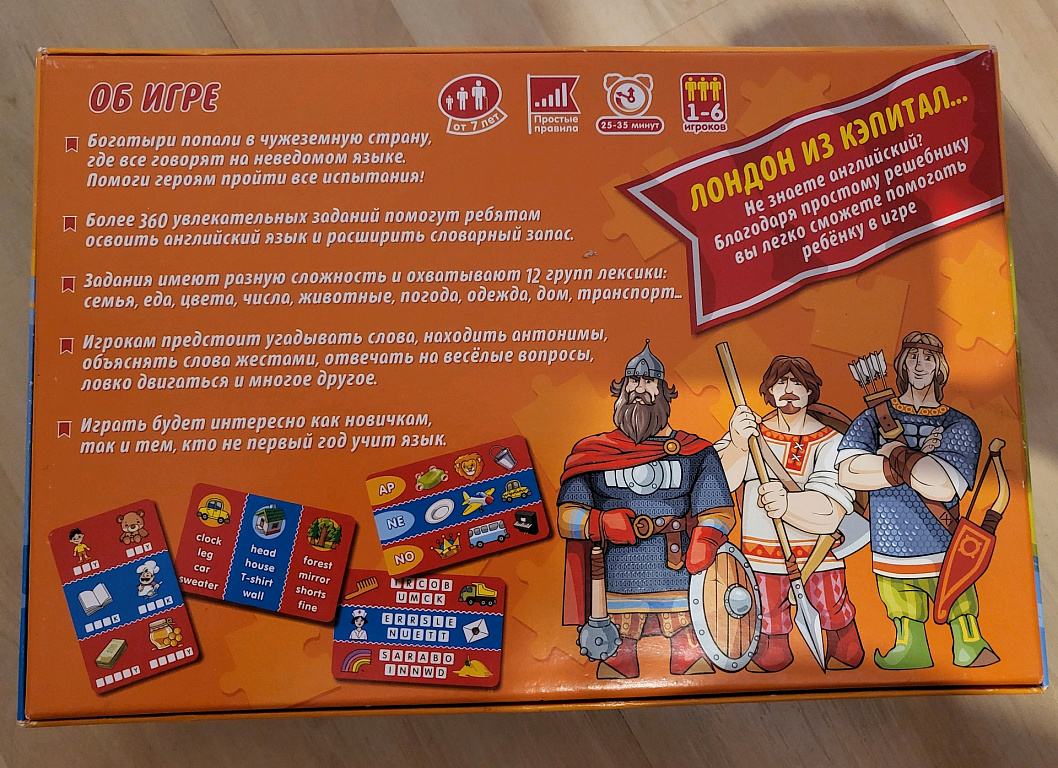 ОБ ИГРЕ
Богатыри попали в чужеземную страну,
где все говорят на неведомом языке.
Помоги героям пройти все испытания!
Более 360 увлекательных заданий помогут ребятам
освоить английский язык и расширить словарный запас.
Задания имеют разную сложность и охватывают 12 групп лексики:
семья, еда, цвета, числа, животные, погода, одежда, дом, транспорт...
Игрокам предстоит угадывать слова, находить антонимы,
объяснять слова жестами, отвечать на весёлые вопросы,
ловко двигаться и многое другое.
Играть будет интересно как новичкам,
так и тем, кто не первый год учит язык.
от 7 лет
Простые
правила
25-35 минут
1-6
игроков
ЛОНДОН ИЗ КЭПИТАЛ...
Не знаете английский?
Благодаря простому решебнику
вы легко сможете помогать
ребёнку в игре
Y
Y
K
K
Y
Y
clock
leg
car
sweater
head
house
T-shirt
wall
forest
mirror
shorts
fine
AP
NE
NO
RCOB
UMCK
ERRSLE
NUETT
SARABO
INNWD